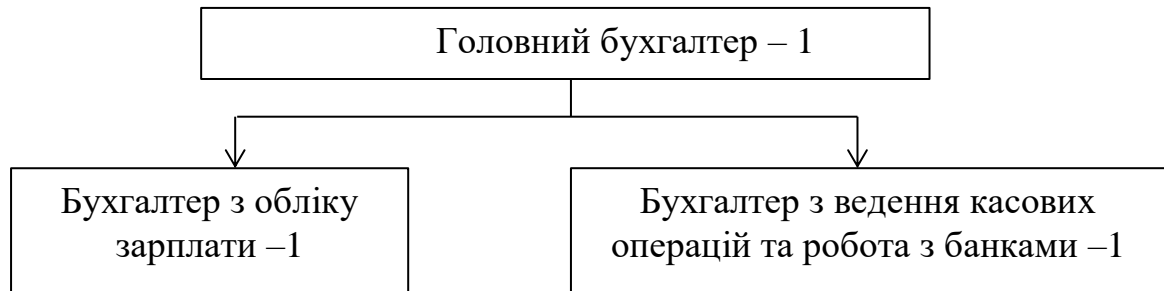 Головний бухгалтер – 1
Бухгалтер з обліку
зарплати –1
Бухгалтер з ведення касових
операцій та робота з банками –1